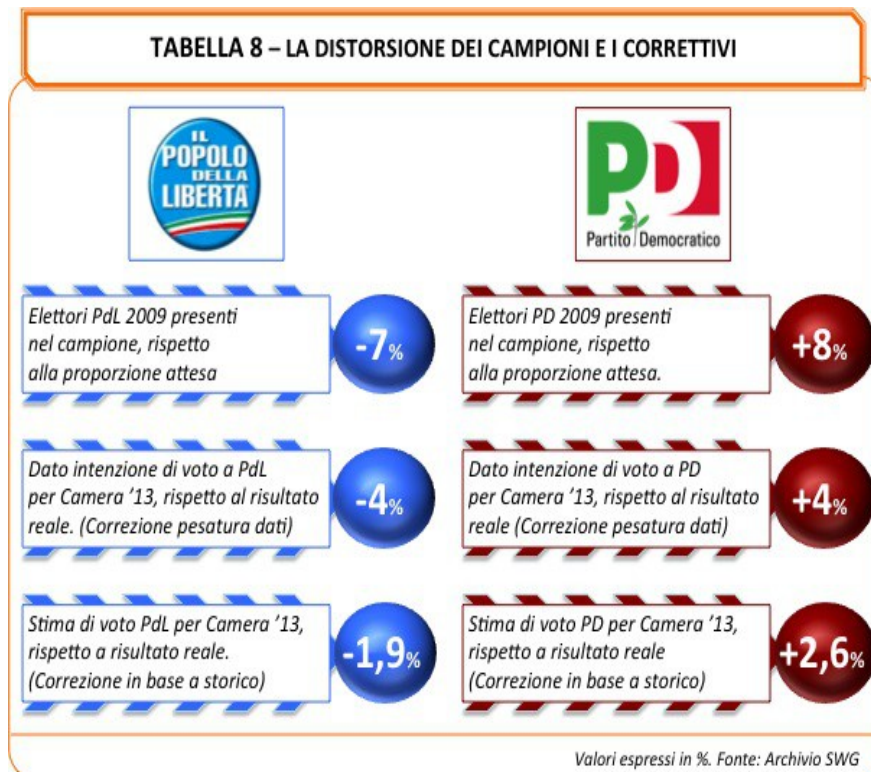 TABELLA 8 – LA DISTORSIONE DEI CAMPIONI E I CORRETTIVI
IL
POPOLO
DELLA
LIBERTÀ
PD
Partito Democratico
Elettori PdL 2009 presenti
nel campione, rispetto
alla proporzione attesa
-7%
Elettori PD 2009 presenti
nel campione, rispetto
alla proporzione attesa.
+8%
Dato intenzione di voto a PdL
per Camera ’13, rispetto al risultato
reale. (Correzione pesatura dati)
-4%
Dato intenzione di voto a PD
per Camera ’13, rispetto al risultato
reale (Correzione pesatura dati)
+4%
Stima di voto PdL per Camera ’13,
rispetto a risultato reale.
(Correzione in base a storico)
-1,9%
Stima di voto PD per Camera ’13,
rispetto a risultato reale
(Correzione in base a storico)
+2,6%
Valori espressi in %. Fonte: Archivio SWG